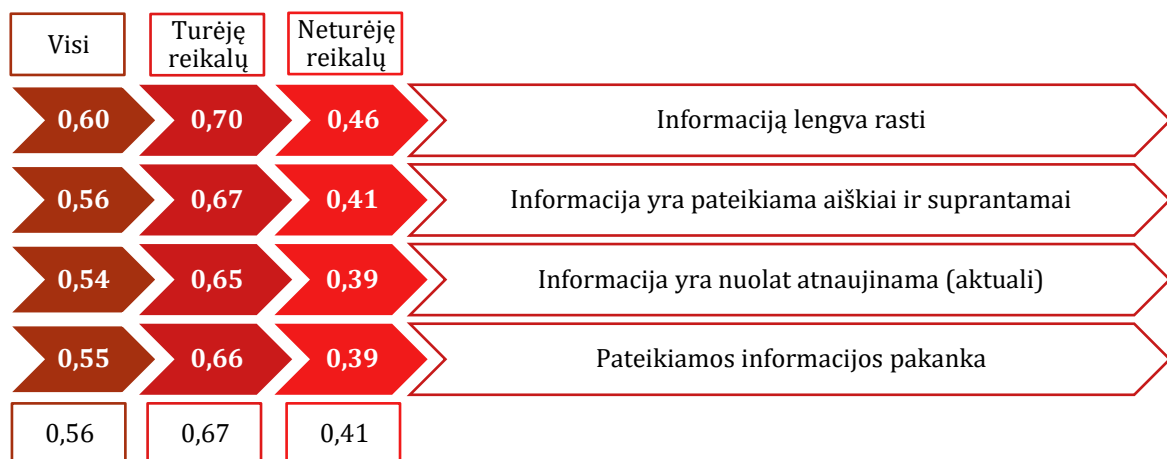 Visi
Turėję
reikalų
Neturėję
reikalų
0,60 0,70 0,46 Informaciją lengva rasti
0,56 0,67 0,41 Informacija yra pateikiama aiškiai ir suprantamai
0,54 0,65 0,39 Informacija yra nuolat atnaujinama (aktuali)
0,55 0,66 0,39 Pateikiamos informacijos pakanka
0,56 0,67 0,41